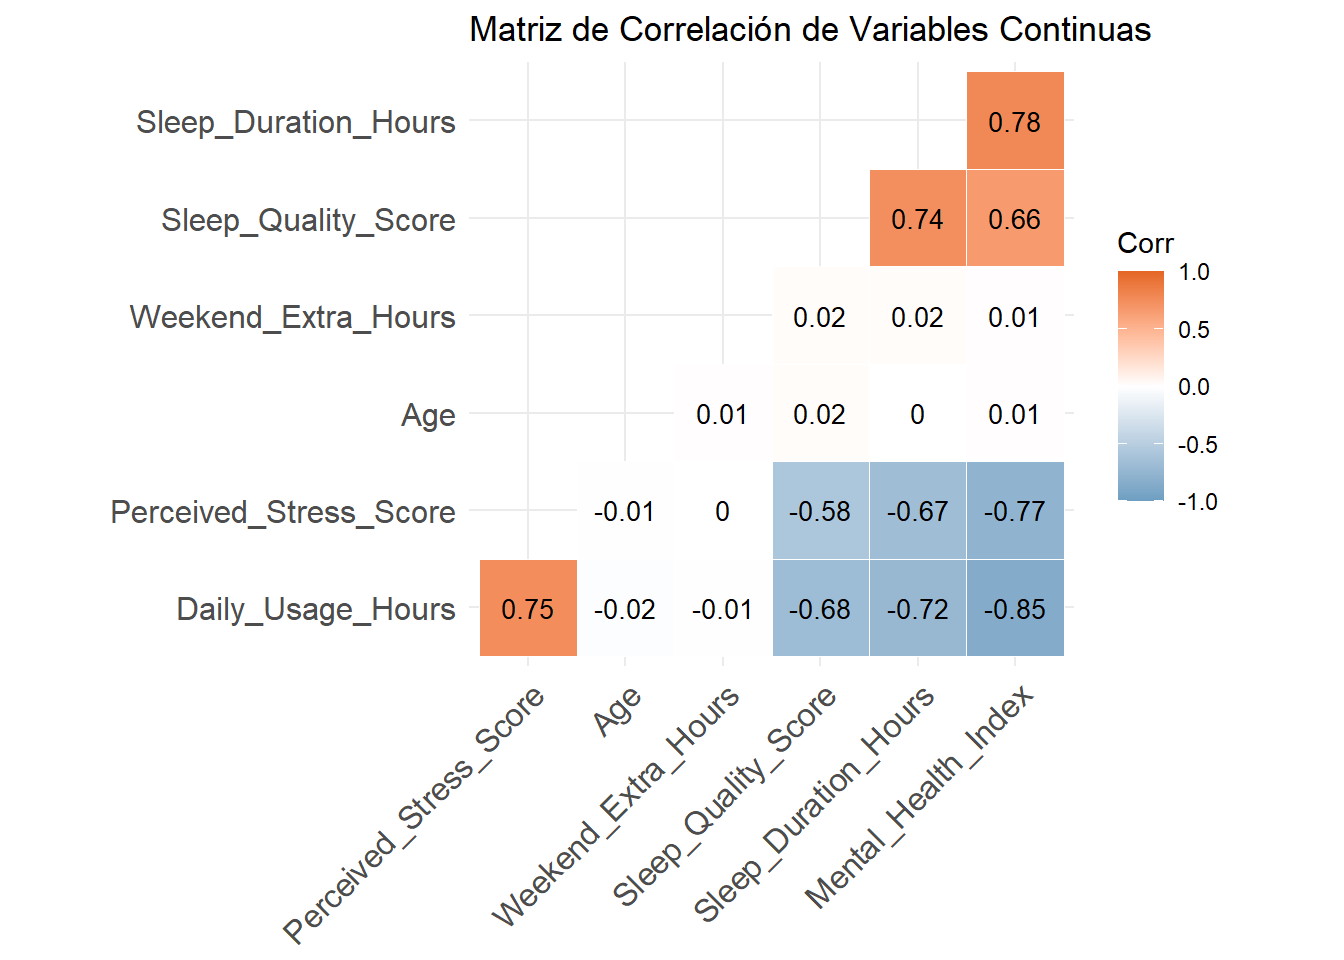 Matriz de Correlación de Variables Continuas
Sleep_Duration_Hours
0.78
Sleep_Quality_Score
0.74 0.66
Weekend_Extra_Hours
0.02 0.02 0.01
Age
0.01 0.02 0 0.01
Perceived_Stress_Score
-0.01 0 -0.58 -0.67 -0.77
Daily_Usage_Hours
0.75 -0.02 -0.01 -0.68 -0.72 -0.85
Perceived_Stress_Score
Age
Weekend_Extra_Hours
Sleep_Quality_Score
Sleep_Duration_Hours
Mental_Health_Index
Corr
1.0
0.5
0.0
-0.5
-1.0